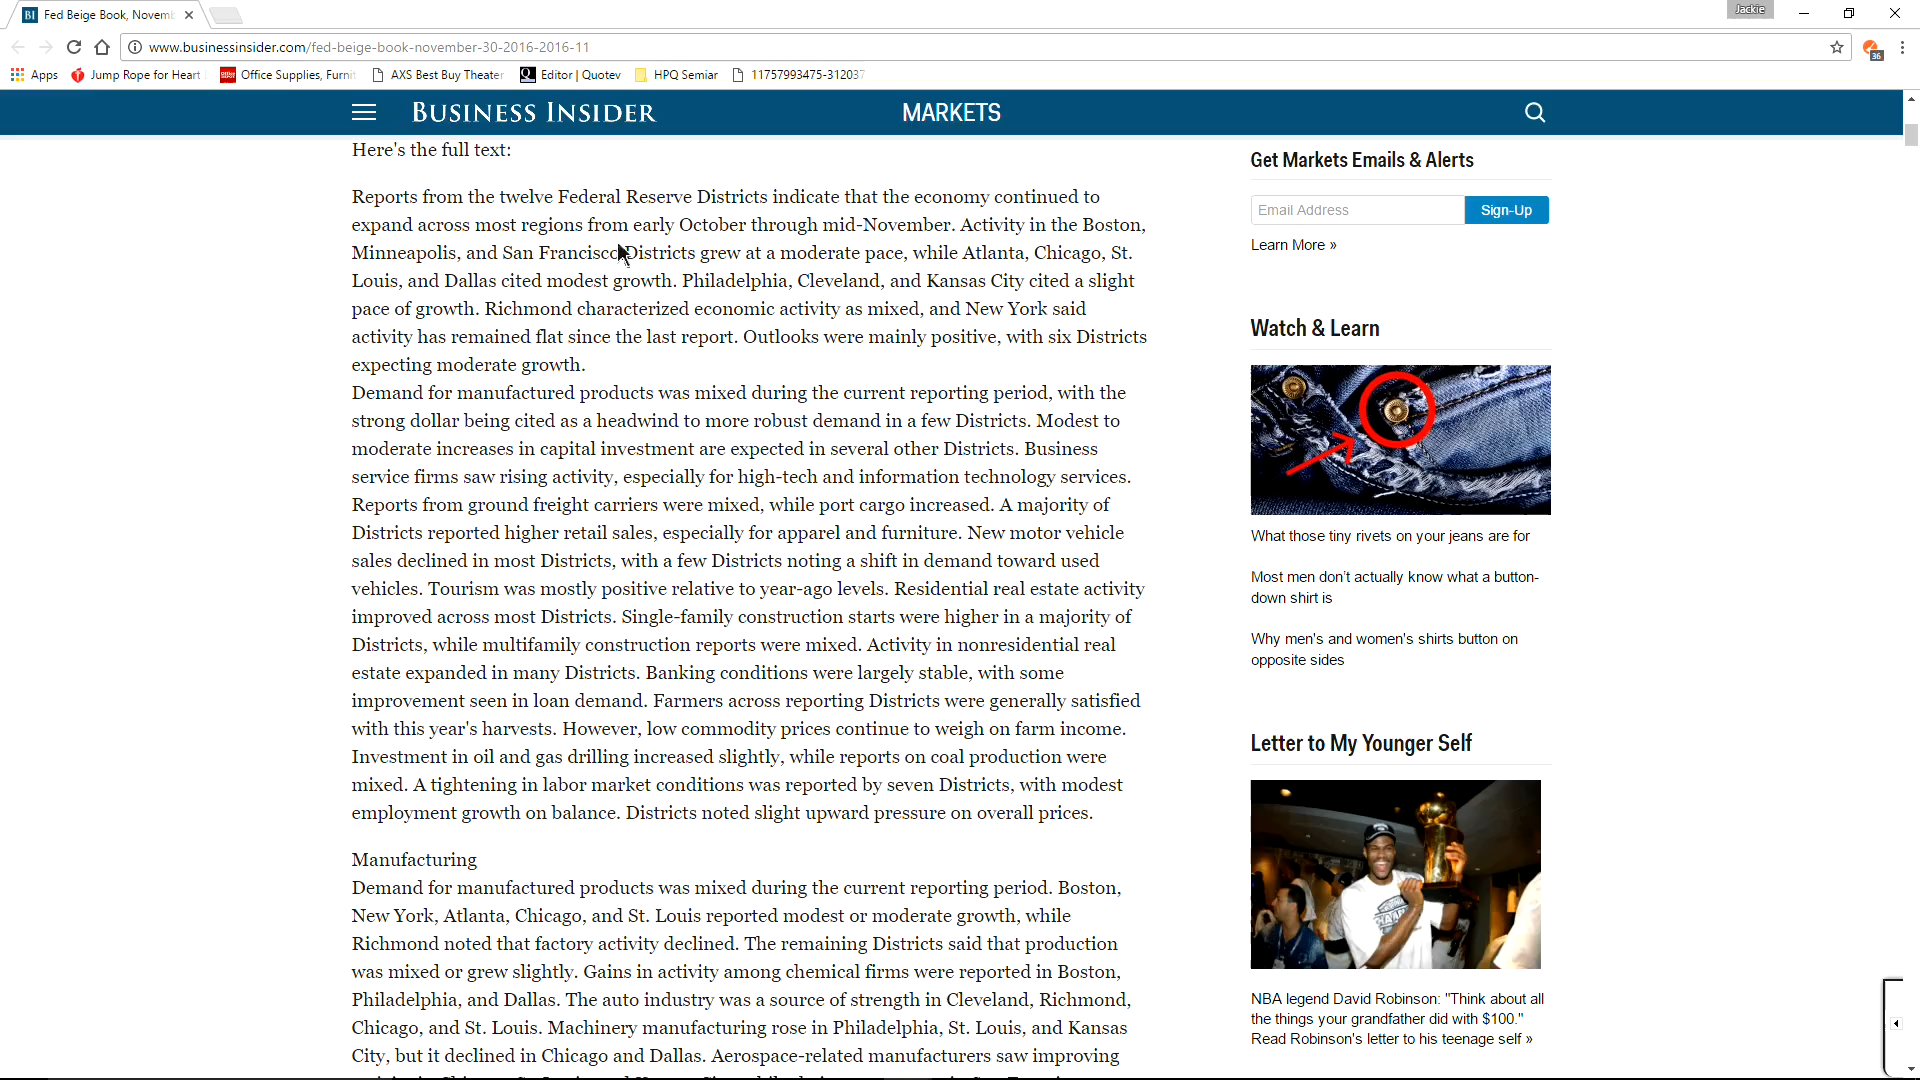 Fed Beige Book, Novem
Jackie
www.businessinsider.com/fed-beige-book-november-30-2016-2016-11
36
Apps
Jump Rope for Heart
Office Supplies, Furni
AXS Best Buy Theater
Editor | Quotev
HPQ Semiar
11757993475-312037
BUSINESS INSIDER
MARKETS
Here's the full text:
Reports from the twelve Federal Reserve Districts indicate that the economy continued to
expand across most regions from early October through mid-November. Activity in the Boston,
Minneapolis, and San Francisco Districts grew at a moderate pace, while Atlanta, Chicago, St.
Louis, and Dallas cited modest growth. Philadelphia, Cleveland, and Kansas City cited a slight
pace of growth. Richmond characterized economic activity as mixed, and New York said
activity has remained flat since the last report. Outlooks were mainly positive, with six Districts
expecting moderate growth.
Demand for manufactured products was mixed during the current reporting period, with the
strong dollar being cited as a headwind to more robust demand in a few Districts. Modest to
moderate increases in capital investment are expected in several other Districts. Business
service firms saw rising activity, especially for high-tech and information technology services.
Reports from ground freight carriers were mixed, while port cargo increased. A majority of
Districts reported higher retail sales, especially for apparel and furniture. New motor vehicle
sales declined in most Districts, with a few Districts noting a shift in demand toward used
vehicles. Tourism was mostly positive relative to year-ago levels. Residential real estate activity
improved across most Districts. Single-family construction starts were higher in a majority of
Districts, while multifamily construction reports were mixed. Activity in nonresidential real
estate expanded in many Districts. Banking conditions were largely stable, with some
improvement seen in loan demand. Farmers across reporting Districts were generally satisfied
with this year's harvests. However, low commodity prices continue to weigh on farm income.
Investment in oil and gas drilling increased slightly, while reports on coal production were
mixed. A tightening in labor market conditions was reported by seven Districts, with modest
employment growth on balance. Districts noted slight upward pressure on overall prices.
Manufacturing
Demand for manufactured products was mixed during the current reporting period. Boston,
New York, Atlanta, Chicago, and St. Louis reported modest or moderate growth, while
Richmond noted that factory activity declined. The remaining Districts said that production
was mixed or grew slightly. Gains in activity among chemical firms were reported in Boston,
Philadelphia, and Dallas. The auto industry was a source of strength in Cleveland, Richmond,
Chicago, and St. Louis. Machinery manufacturing rose in Philadelphia, St. Louis, and Kansas
City, but it declined in Chicago and Dallas. Aerospace-related manufacturers saw improving
Get Markets Emails & Alerts
Email Address
Sign-Up
Learn More »
Watch & Learn
What those tiny rivets on your jeans are for
Most men don't actually know what a button-
down shirt is
Why men's and women's shirts button on
opposite sides
Letter to My Younger Self
NBA legend David Robinson: "Think about all
the things your grandfather did with $100."
Read Robinson's letter to his teenage self »